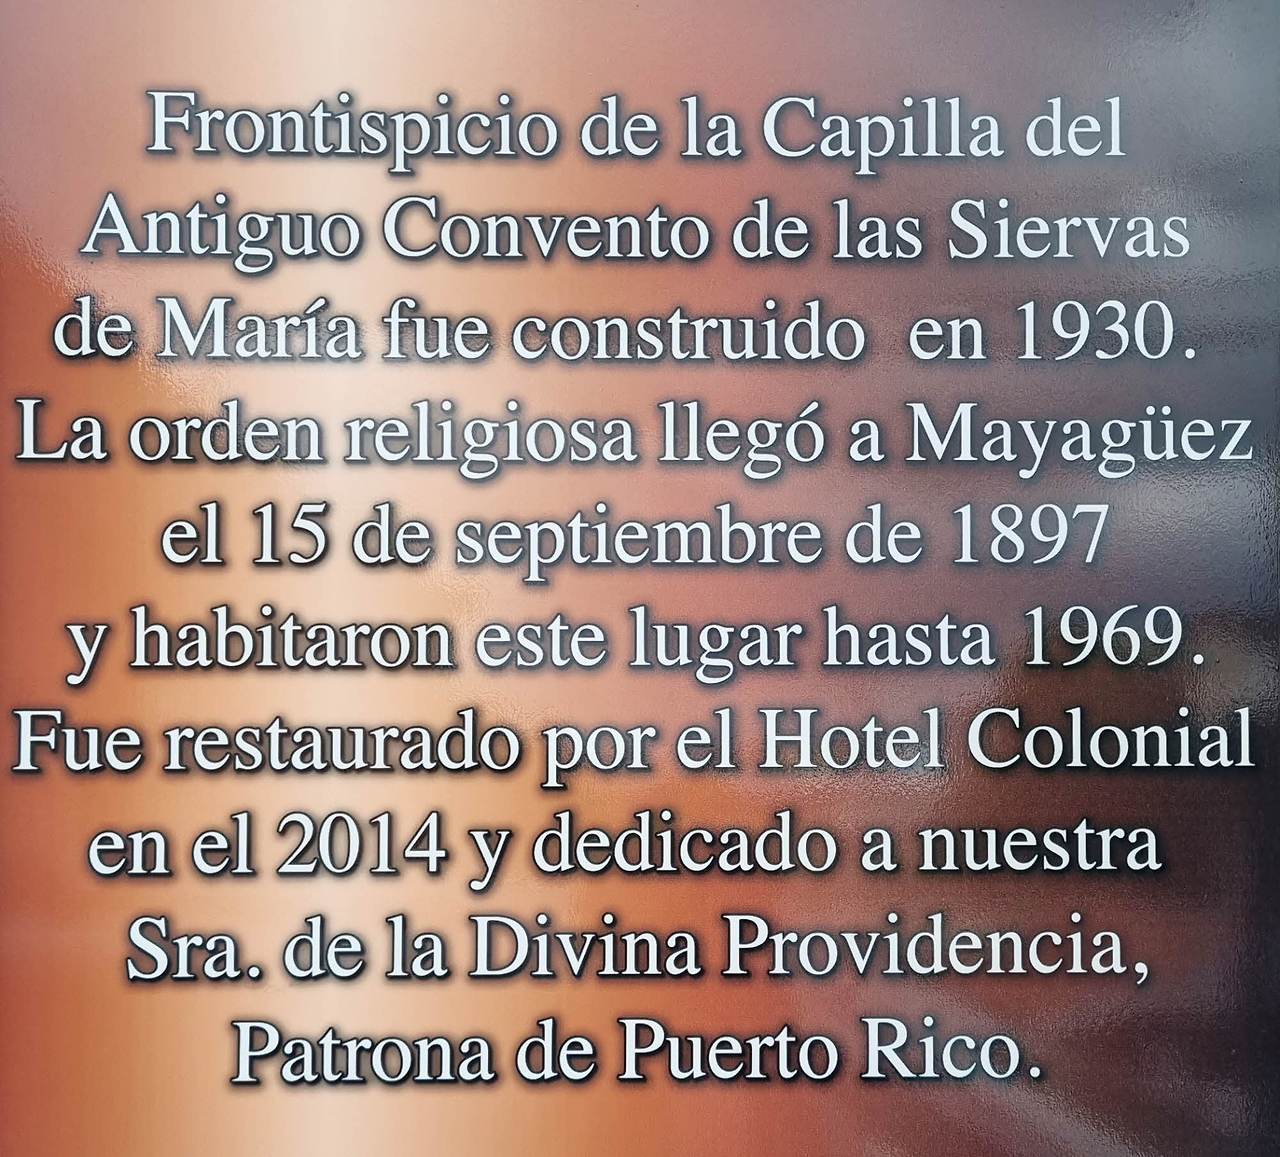 Frontispicio de la Capilla del
Antiguo Convento de las Siervas
de María fue construido en 1930.
La orden religiosa llegó a Mayagüez
el 15 de septiembre de 1897
y habitaron este lugar hasta 1969.
Fue restaurado por el Hotel Colonial
en el 2014 y dedicado a nuestra
Sra. de la Divina Providencia,
Patrona de Puerto Rico.